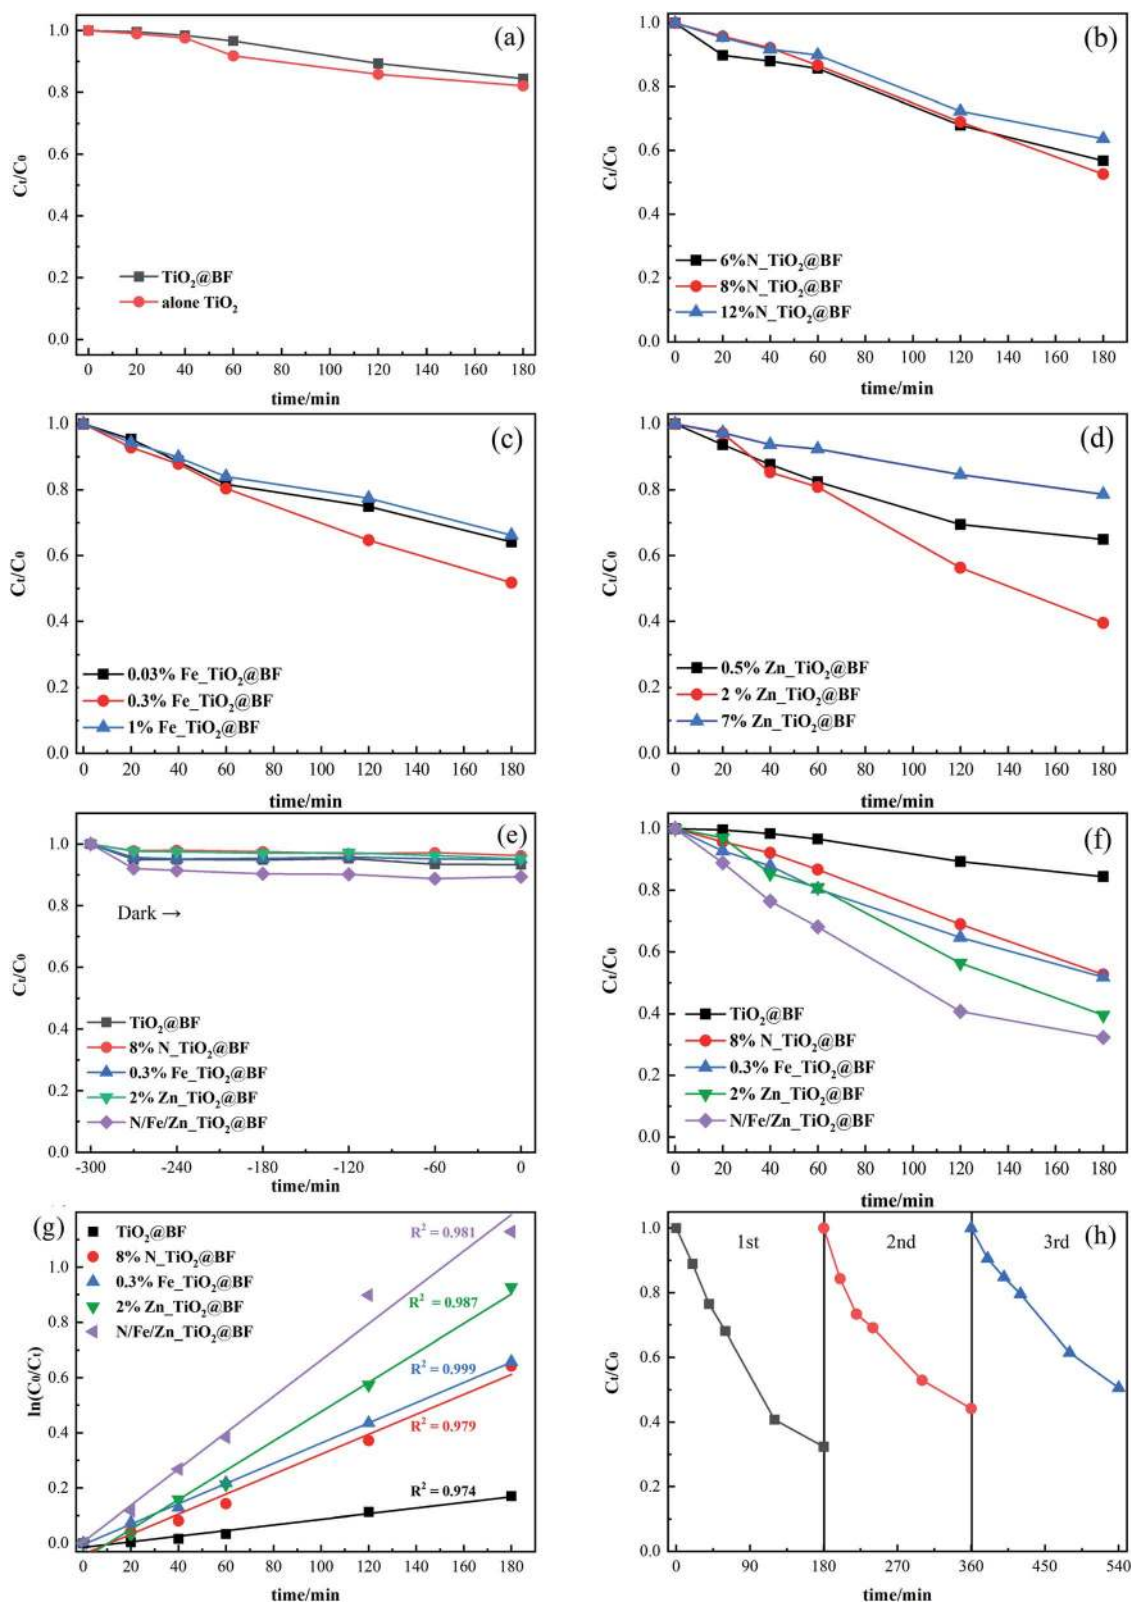 (a)
1.0
0.8
0.6
0.4
0.2
0.0
Cₜ/C₀
TiO₂@BF
alone TiO₂
0 20 40 60 80 100 120 140 160 180
time/min
(b)
1.0
0.8
0.6
0.4
0.2
0.0
Cₜ/C₀
6%N_TiO₂@BF
8%N_TiO₂@BF
12%N_TiO₂@BF
0 20 40 60 80 100 120 140 160 180
time/min
(c)
1.0
0.8
0.6
0.4
0.2
0.0
Cₜ/C₀
0.03% Fe_TiO₂@BF
0.3% Fe_TiO₂@BF
1% Fe_TiO₂@BF
0 20 40 60 80 100 120 140 160 180
time/min
(d)
1.0
0.8
0.6
0.4
0.2
0.0
Cₜ/C₀
0.5% Zn_TiO₂@BF
2 % Zn_TiO₂@BF
7% Zn_TiO₂@BF
0 20 40 60 80 100 120 140 160 180
time/min
(e)
1.0
0.8
0.6
0.4
0.2
0.0
Cₜ/C₀
Dark →
TiO₂@BF
8% N_TiO₂@BF
0.3% Fe_TiO₂@BF
2% Zn_TiO₂@BF
N/Fe/Zn_TiO₂@BF
-300 -240 -180 -120 -60 0
time/min
(f)
1.0
0.8
0.6
0.4
0.2
0.0
Cₜ/C₀
TiO₂@BF
8% N_TiO₂@BF
0.3% Fe_TiO₂@BF
2% Zn_TiO₂@BF
N/Fe/Zn_TiO₂@BF
0 20 40 60 80 100 120 140 160 180
time/min
(g)
1.0
0.8
0.6
0.4
0.2
0.0
ln(C₀/Cₜ)
TiO₂@BF
8% N_TiO₂@BF
0.3% Fe_TiO₂@BF
2% Zn_TiO₂@BF
N/Fe/Zn_TiO₂@BF
R² = 0.981
R² = 0.987
R² = 0.999
R² = 0.979
R² = 0.974
0 20 40 60 80 100 120 140 160 180
time/min
(h)
1.0
0.8
0.6
0.4
0.2
0.0
Cₜ/C₀
1st
2nd
3rd
0 90 180 270 360 450 540
time/min